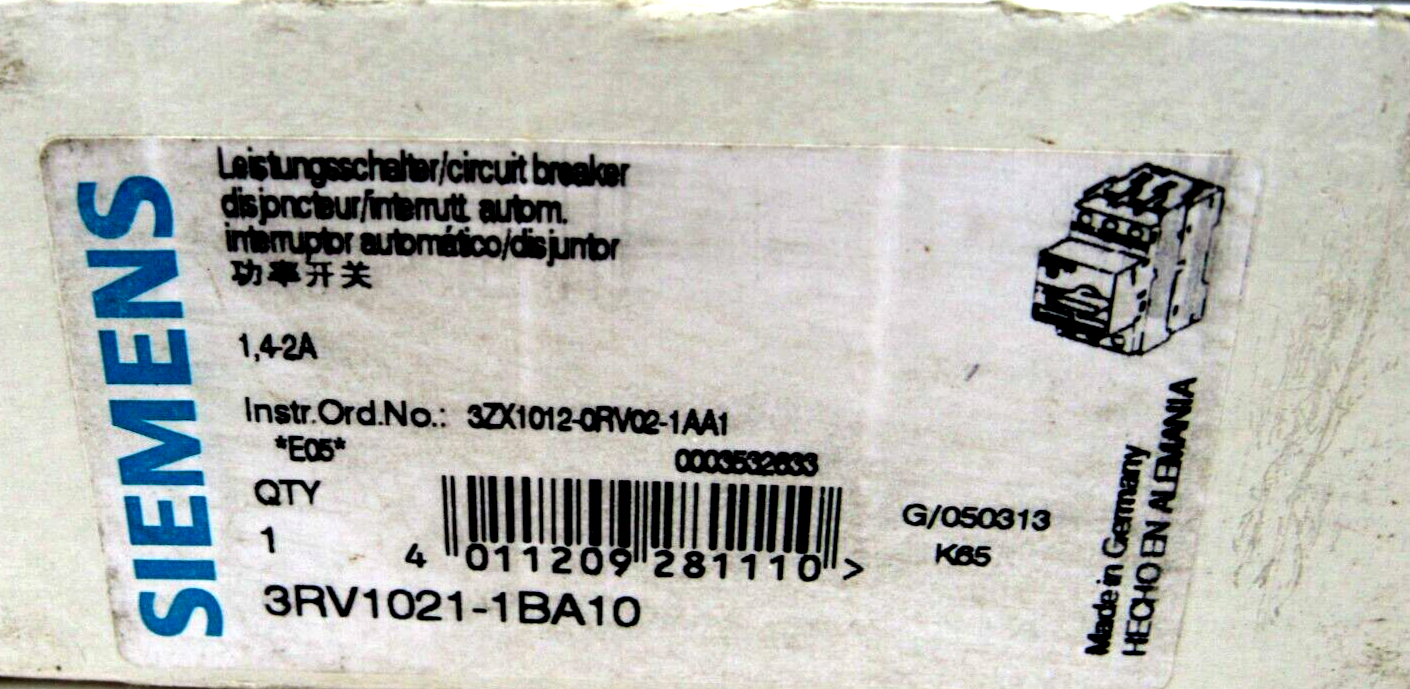 SIEMENS
Leistungsschalter/circuit breaker
disjoncteur/interrutt. autom.
interruptor automático/disjuntor
功率开关
1,4-2A
Instr.Ord.No.: 3ZX1012-0RV02-1AA1
*E05*
0003532633
QTY
1
4 011209 281110 >
G/050313
K65
3RV1021-1BA10
Made in Germany
HECHO EN ALEMANIA